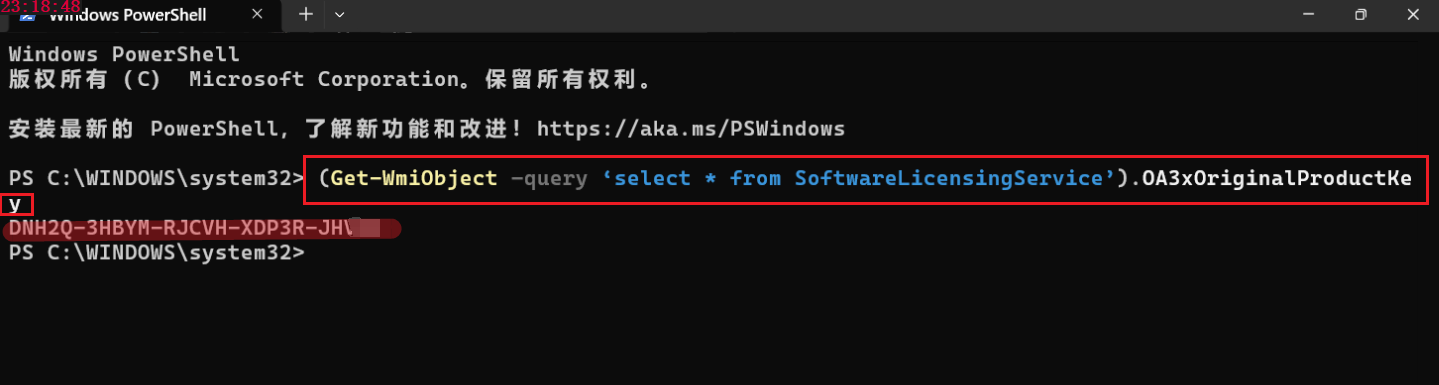 23:18:48
Windows PowerShell
Windows PowerShell
版权所有 (C) Microsoft Corporation。保留所有权利。
安装最新的 PowerShell,了解新功能和改进!https://aka.ms/PSWindows
PS C:\WINDOWS\system32> (Get-WmiObject -query ‘select * from SoftwareLicensingService’).OA3xOriginalProductKe
y
DNH2Q-3HBYM-RJCVH-XDP3R-JH
PS C:\WINDOWS\system32>